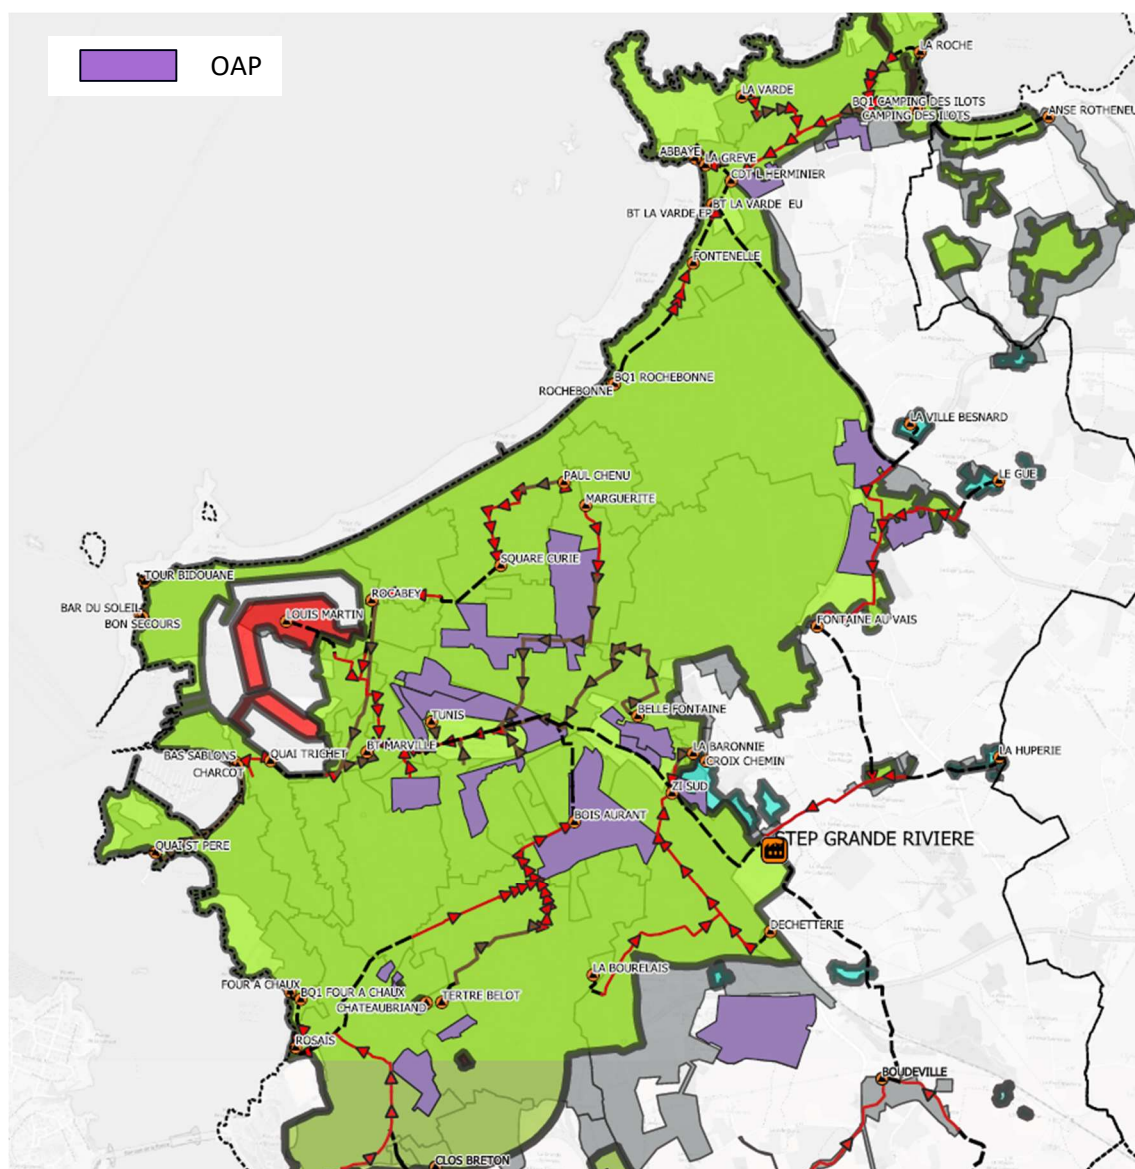 OAP
LA ROCHE
LA VARDE
BQ1 CAMPING DES ILOTS
CAMPING DES ILOTS
ANSE ROTHENEU
ABBAYE
LA GREVE
CDT L HERMINIER
BT LA VARDE EU
BT LA VARDE EP
FONTENELLE
BQ1 ROCHEBONNE
ROCHEBONNE
LA VILLE BESNARD
LE GUE
PAUL CHENU
MARGUERITE
SQUARE CURIE
TOUR BIDOUANE
ROCABEY
BAR DU SOLEIL
BON SECOURS
LOUIS MARTIN
FONTAINE AU VAIS
BELLE FONTAINE
TUNIS
BT MARVILLE
QUAI TRICHET
BAS SABLONS
CHARCOT
LA BARONNIE
CROIX CHEMIN
LA HUPERIE
ZI SUD
BOIS AURANT
STEP GRANDE RIVIERE
QUAI ST PERE
DECHETTERIE
LA BOURELAIS
FOUR A CHAUX
BQ1 FOUR A CHAUX
CHATEAUBRIAND
TERTRE BELOT
ROSAIS
BOUDEVILLE
CLOS BRETON